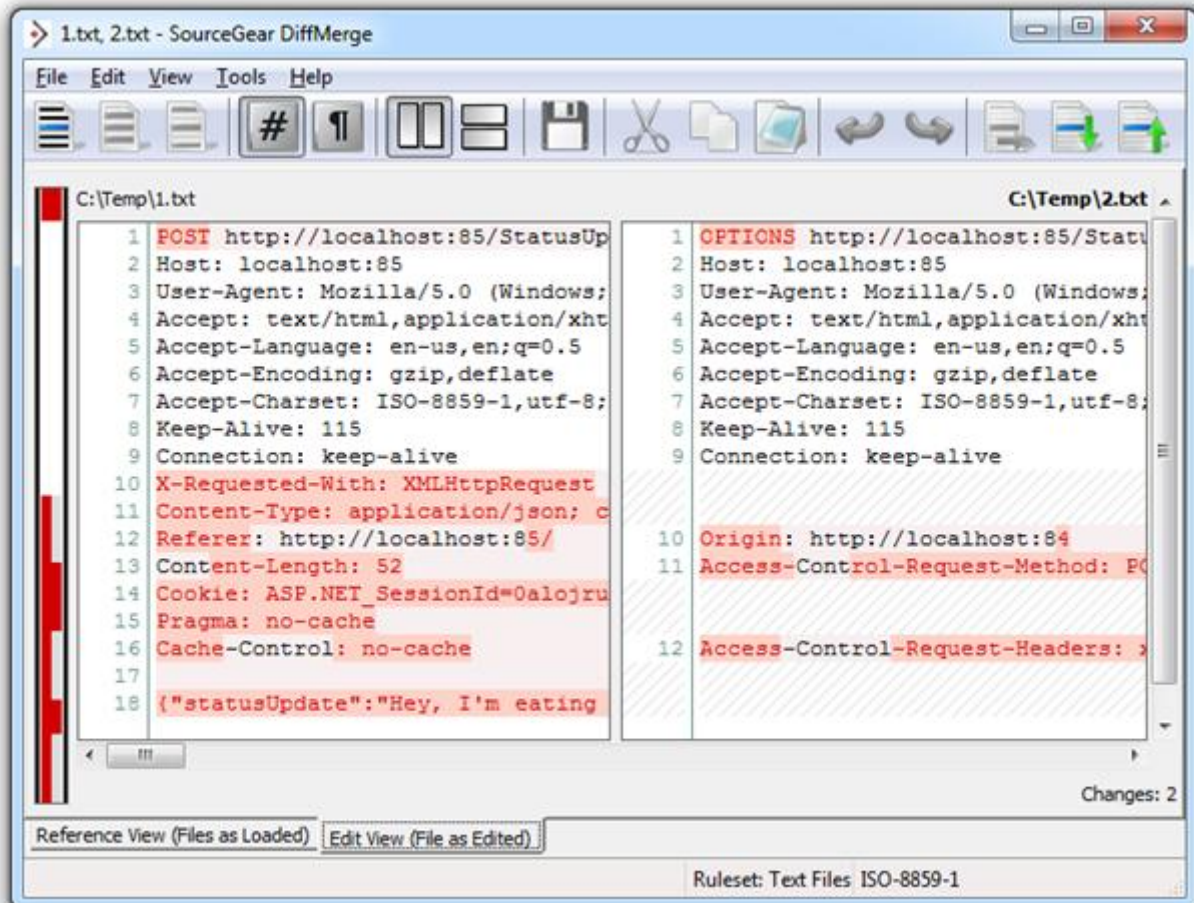 1.txt, 2.txt - SourceGear DiffMerge
File Edit View Tools Help
# ¶
C:\Temp\1.txt
C:\Temp\2.txt
1 POST http://localhost:85/StatusUp
2 Host: localhost:85
3 User-Agent: Mozilla/5.0 (Windows;
4 Accept: text/html,application/xht
5 Accept-Language: en-us,en;q=0.5
6 Accept-Encoding: gzip,deflate
7 Accept-Charset: ISO-8859-1,utf-8;
8 Keep-Alive: 115
9 Connection: keep-alive
10 X-Requested-With: XMLHttpRequest
11 Content-Type: application/json; c
12 Referer: http://localhost:85/
13 Content-Length: 52
14 Cookie: ASP.NET_SessionId=0alojru
15 Pragma: no-cache
16 Cache-Control: no-cache
17
18 {"statusUpdate":"Hey, I'm eating
1 OPTIONS http://localhost:85/Statu
2 Host: localhost:85
3 User-Agent: Mozilla/5.0 (Windows;
4 Accept: text/html,application/xht
5 Accept-Language: en-us,en;q=0.5
6 Accept-Encoding: gzip,deflate
7 Accept-Charset: ISO-8859-1,utf-8;
8 Keep-Alive: 115
9 Connection: keep-alive
10 Origin: http://localhost:84
11 Access-Control-Request-Method: PO
12 Access-Control-Request-Headers: x
Changes: 2
Reference View (Files as Loaded) Edit View (File as Edited)
Ruleset: Text Files ISO-8859-1